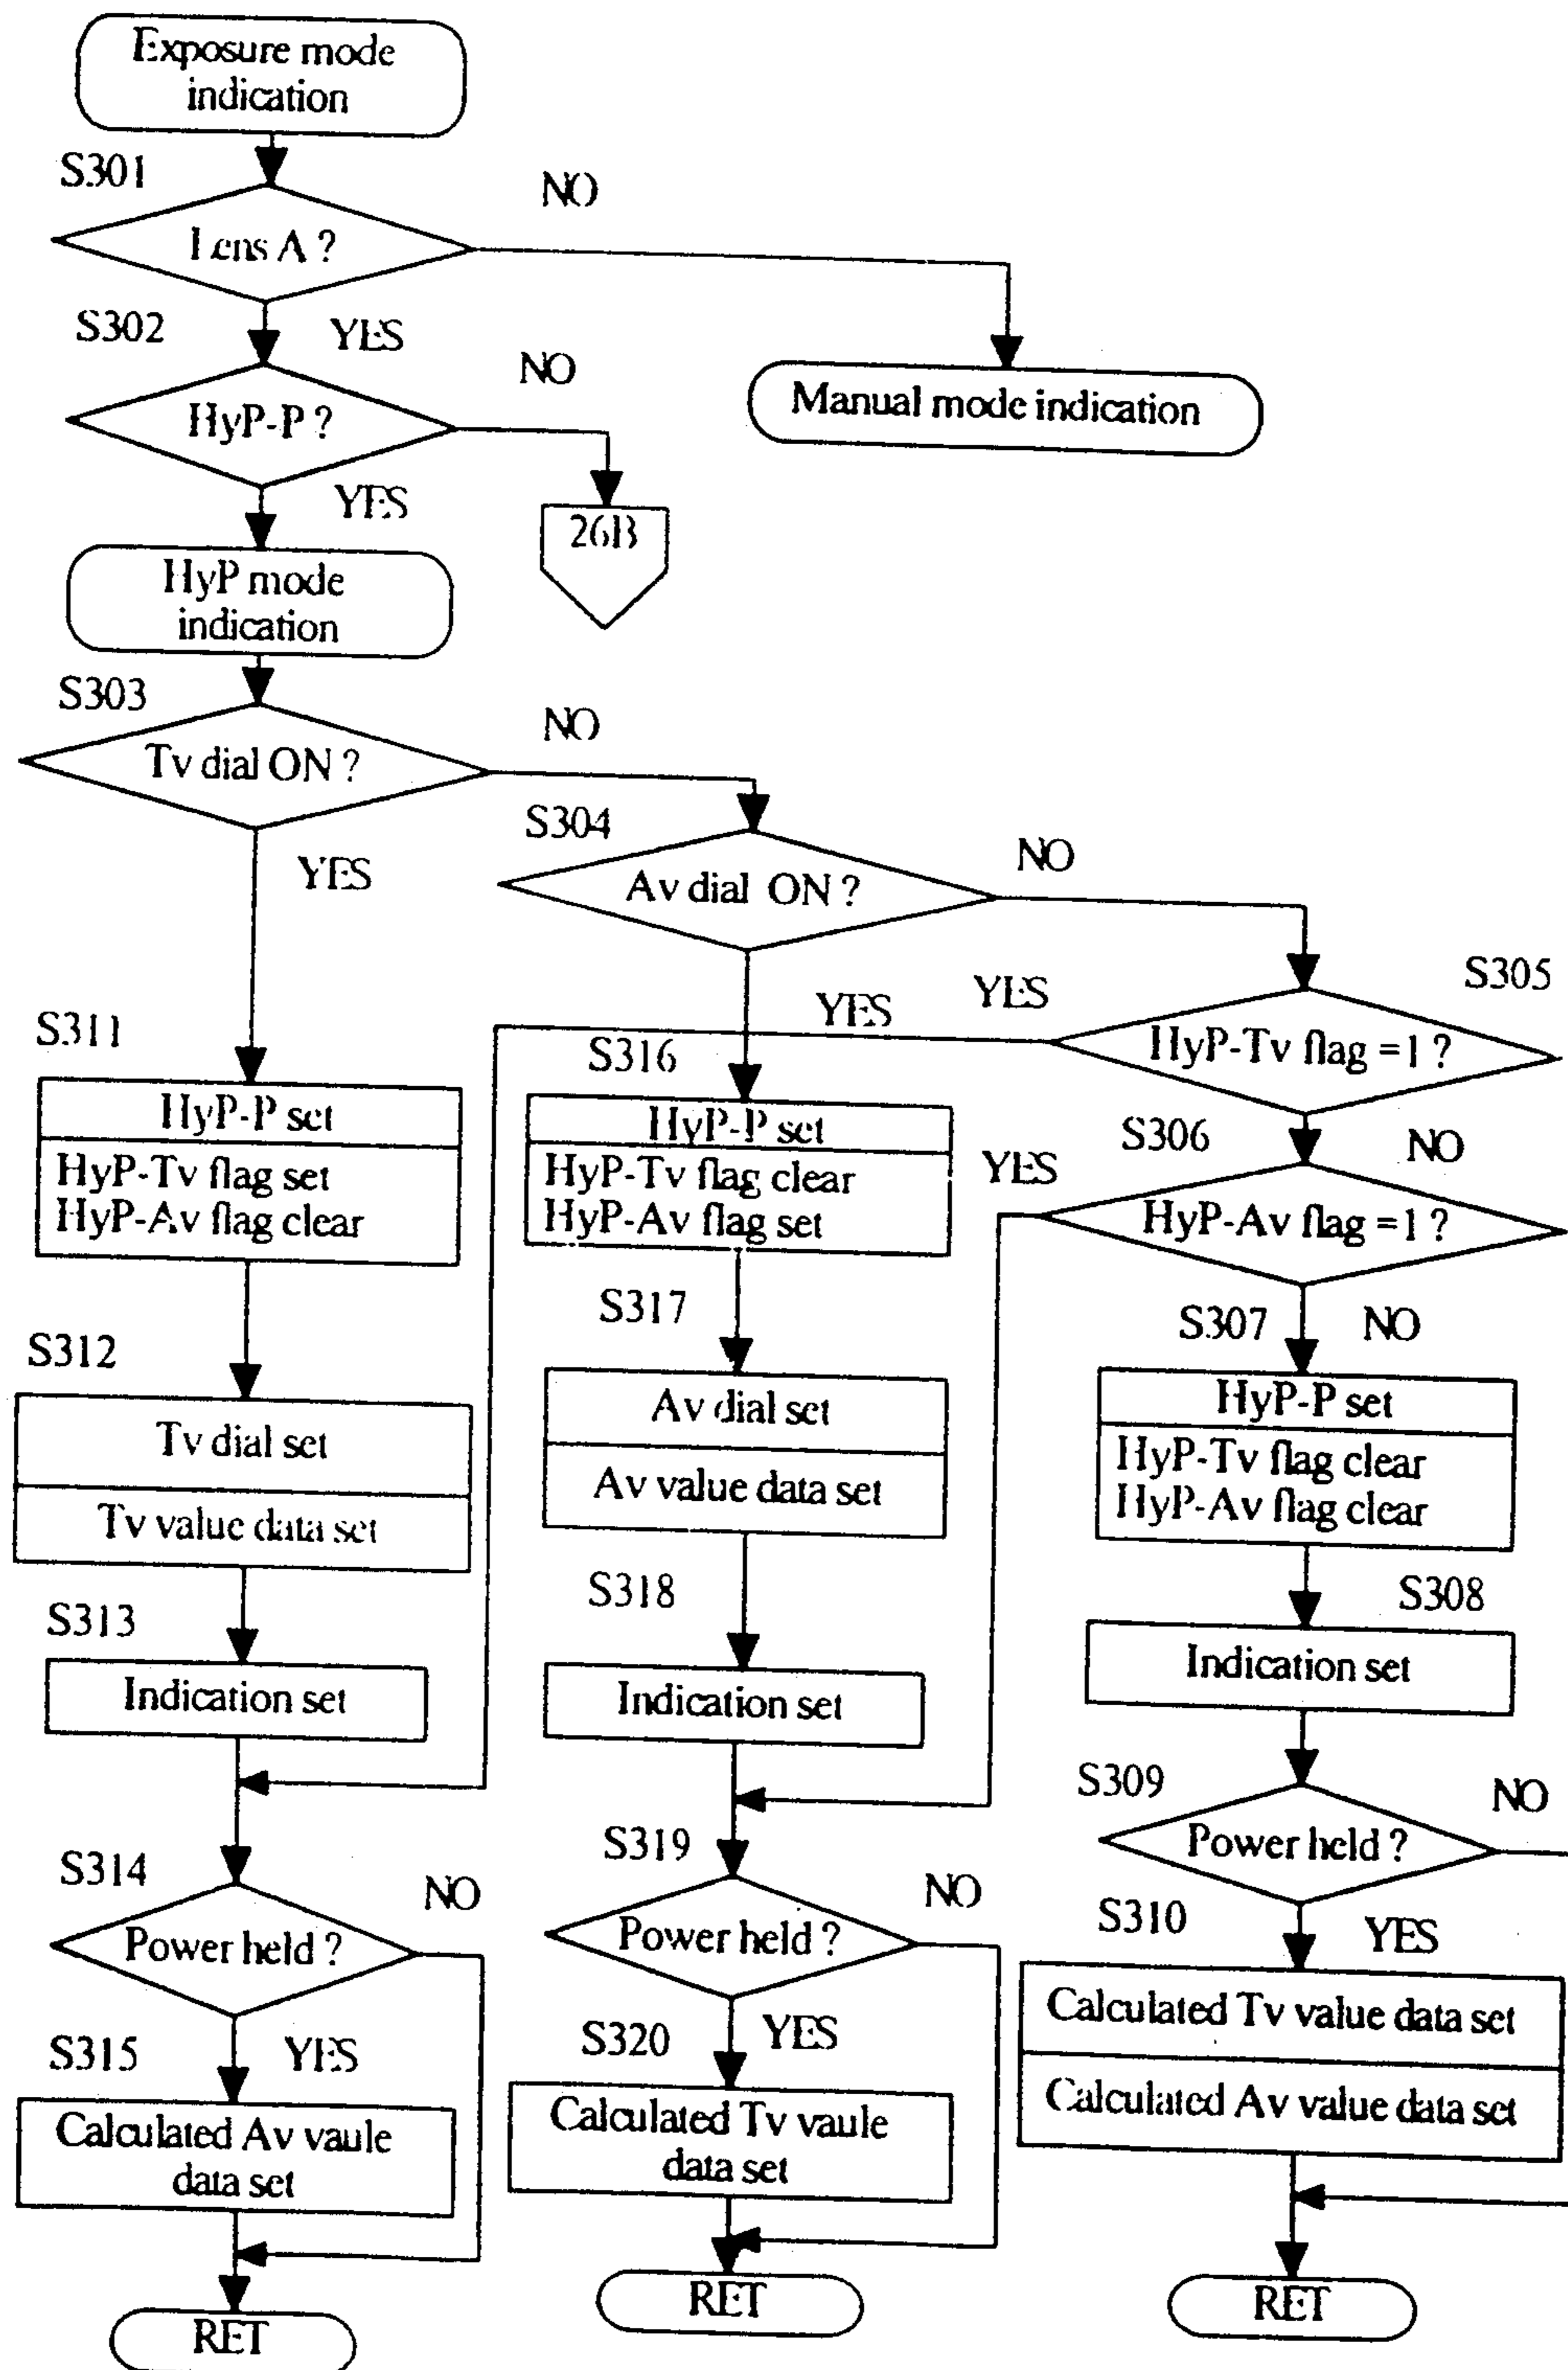 Exposure mode
indication
S301
NO
Lens A ?
S302
YES
NO
Manual mode indication
HyP-P ?
YES
26B
HyP mode
indication
S303
NO
Tv dial ON ?
S304
NO
YES
Av dial ON ?
S305
YES
YES
HyP-Tv flag =1 ?
S311
S316
HyP-P set
HyP-Tv flag set
HyP-Av flag clear
HyP-P set
HyP-Tv flag clear
HyP-Av flag set
S306
NO
YES
HyP-Av flag =1 ?
S312
S317
S307
NO
Tv dial set
Tv value data set
Av dial set
Av value data set
HyP-P set
HyP-Tv flag clear
HyP-Av flag clear
S313
S318
S308
Indication set
Indication set
Indication set
S309
NO
S314
NO
S319
NO
Power held ?
Power held ?
Power held ?
S310
YES
S315
YES
S320
YES
Calculated Tv value data set
Calculated Av value data set
Calculated Av vaule
data set
Calculated Tv vaule
data set
RET
RET
RET